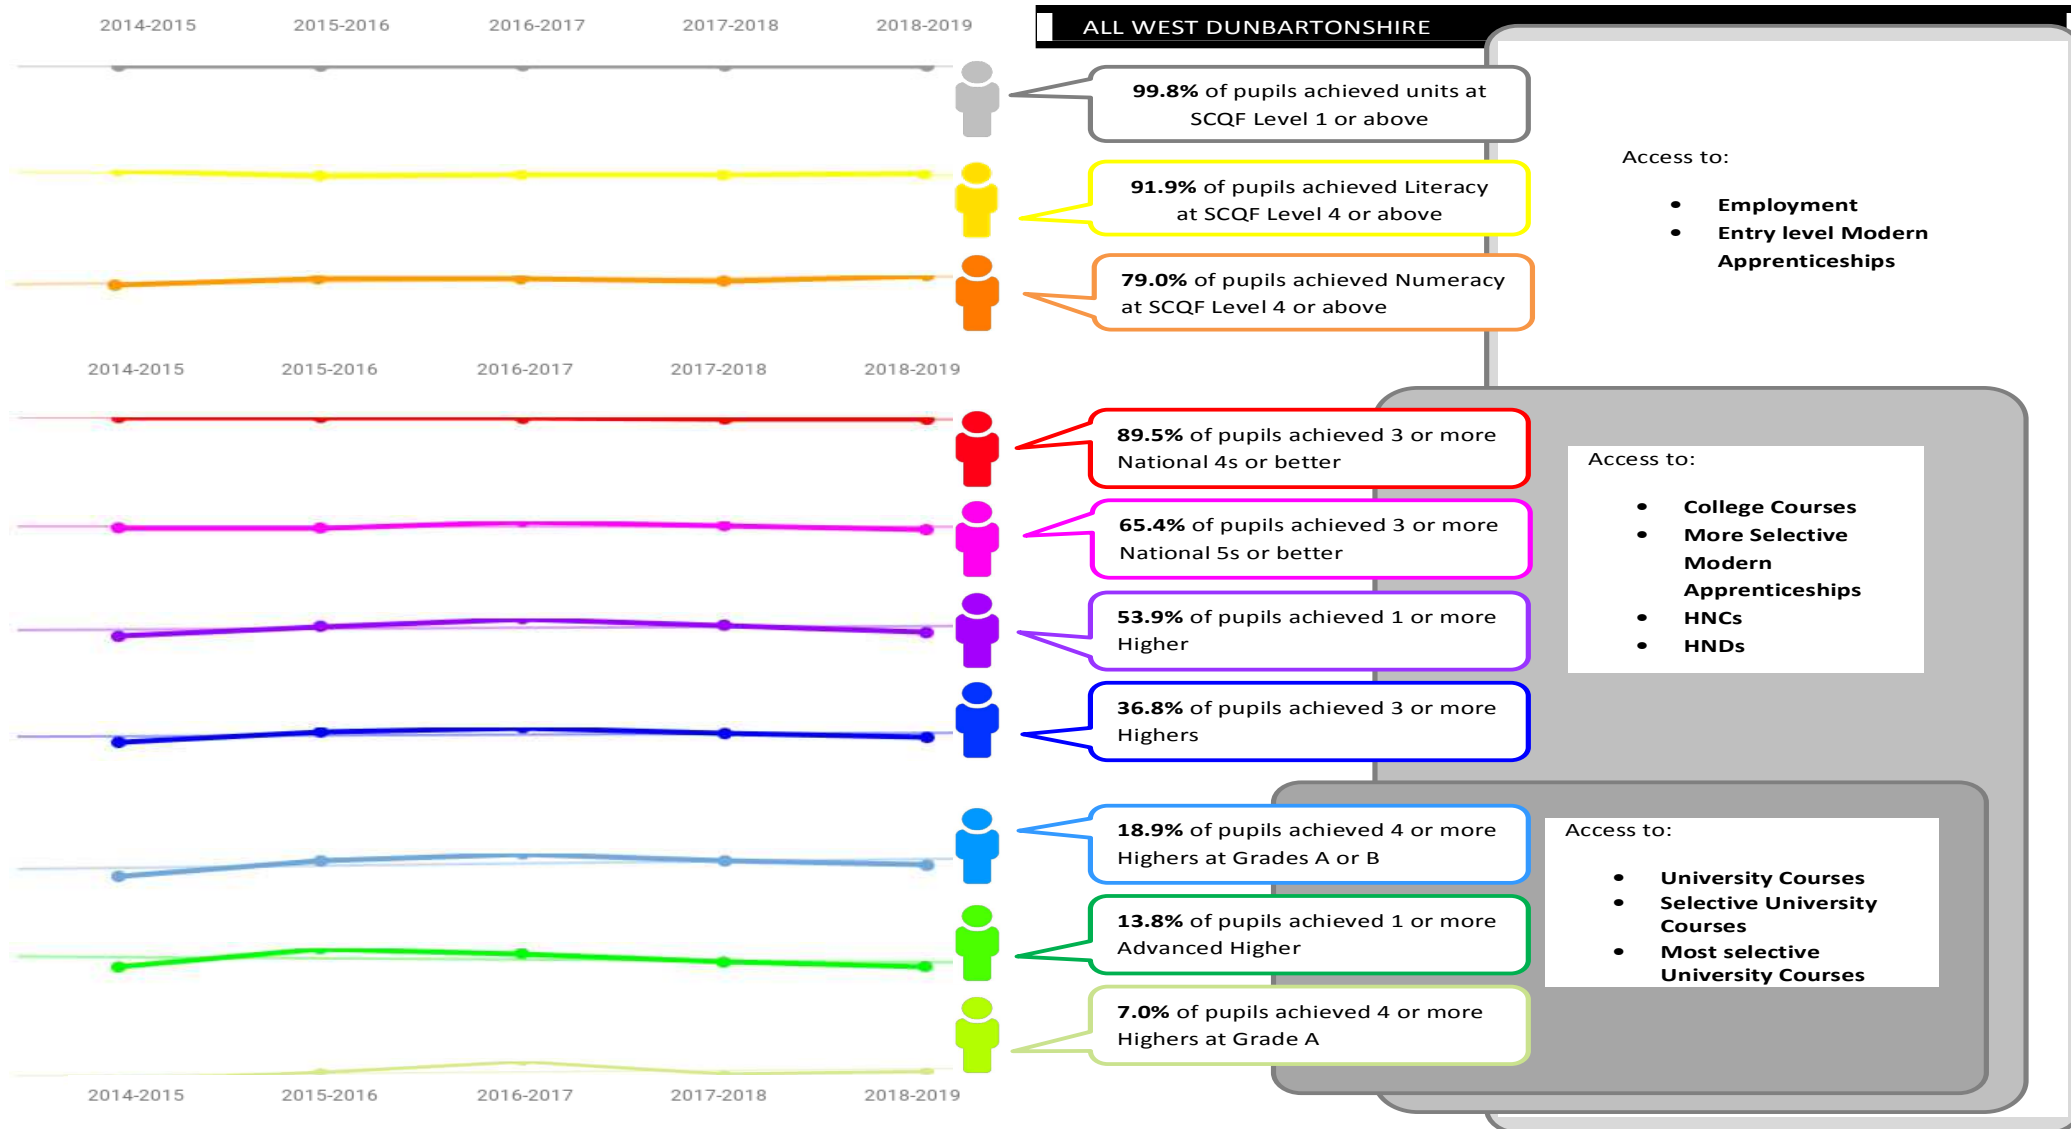 2014-2015 2015-2016 2016-2017 2017-2018 2018-2019
ALL WEST DUNBARTONSHIRE
99.8% of pupils achieved units at
SCQF Level 1 or above
91.9% of pupils achieved Literacy
at SCQF Level 4 or above
79.0% of pupils achieved Numeracy
at SCQF Level 4 or above
Access to:
• Employment
• Entry level Modern
Apprenticeships
2014-2015 2015-2016 2016-2017 2017-2018 2018-2019
89.5% of pupils achieved 3 or more
National 4s or better
65.4% of pupils achieved 3 or more
National 5s or better
53.9% of pupils achieved 1 or more
Higher
36.8% of pupils achieved 3 or more
Highers
Access to:
• College Courses
• More Selective
Modern
Apprenticeships
• HNCs
• HNDs
18.9% of pupils achieved 4 or more
Highers at Grades A or B
13.8% of pupils achieved 1 or more
Advanced Higher
7.0% of pupils achieved 4 or more
Highers at Grade A
Access to:
• University Courses
• Selective University
Courses
• Most selective
University Courses
2014-2015 2015-2016 2016-2017 2017-2018 2018-2019